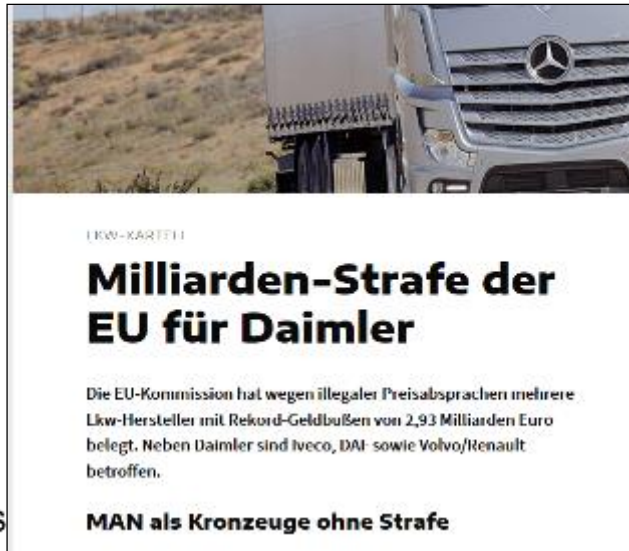 LKW-KARTELL
Milliarden-Strafe der
EU für Daimler
Die EU-Kommission hat wegen illegaler Preisabsprachen mehrere
Lkw-Hersteller mit Rekord-Geldbußen von 2,93 Milliarden Euro
belegt. Neben Daimler sind Iveco, DAF sowie Volvo/Renault
betroffen.
s
MAN als Kronzeuge ohne Strafe